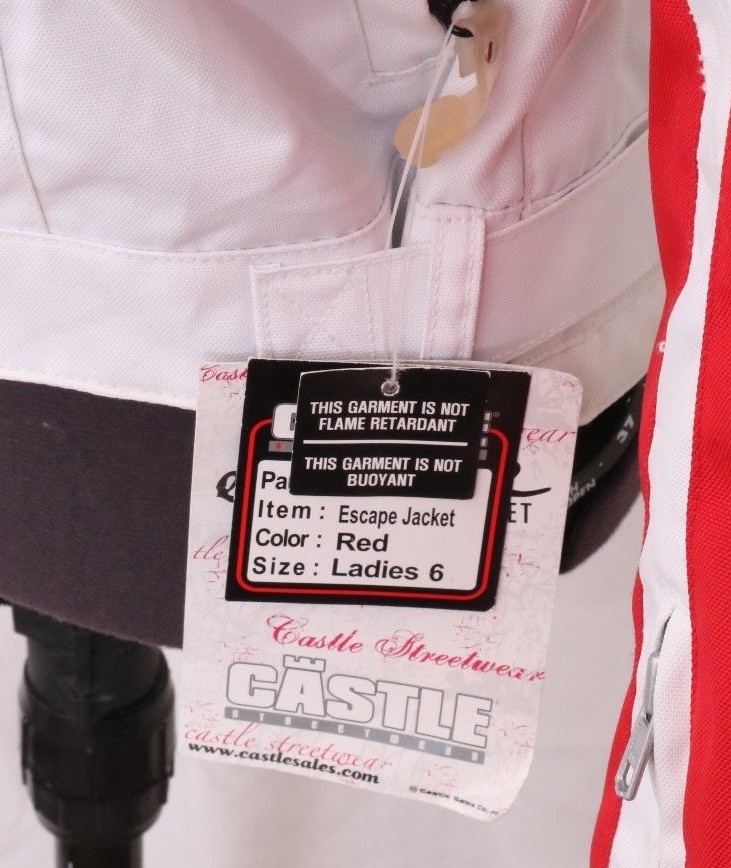 THIS GARMENT IS NOT
FLAME RETARDANT
THIS GARMENT IS NOT
BUOYANT
Item : Escape Jacket
Color : Red
Size : Ladies 6
Castle Streetwear
CASTLE
STREETWEAR
castle streetwear
www.castlesales.com